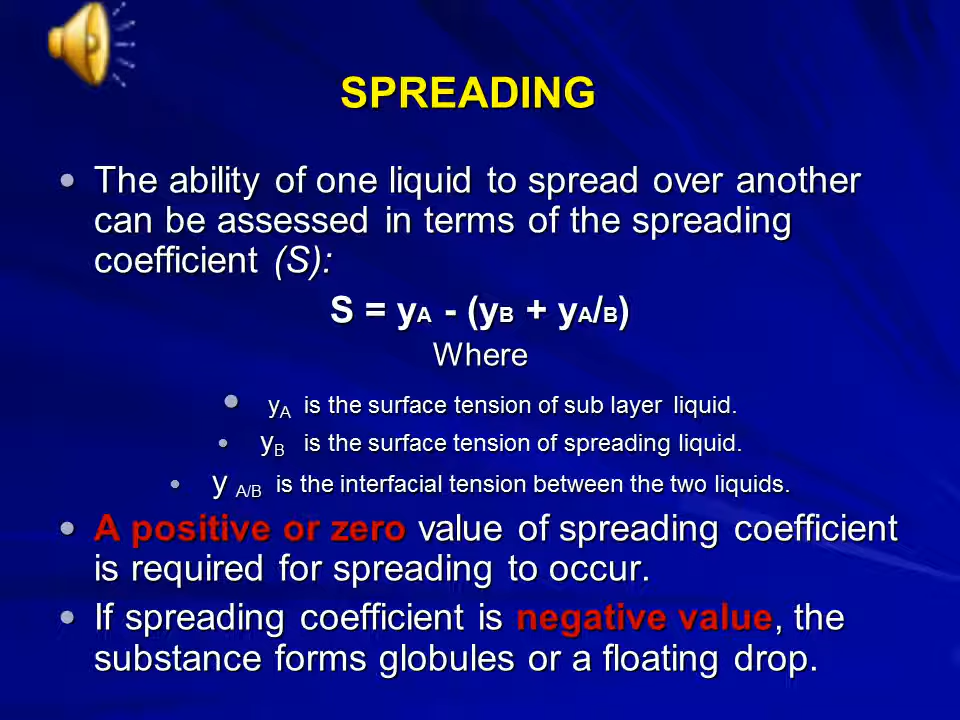 SPREADING
The ability of one liquid to spread over another
can be assessed in terms of the spreading
coefficient (S):
S = yA - (yB + yA/B)
Where
yA is the surface tension of sub layer liquid.
yB is the surface tension of spreading liquid.
y A/B is the interfacial tension between the two liquids.
A positive or zero value of spreading coefficient
is required for spreading to occur.
If spreading coefficient is negative value, the
substance forms globules or a floating drop.